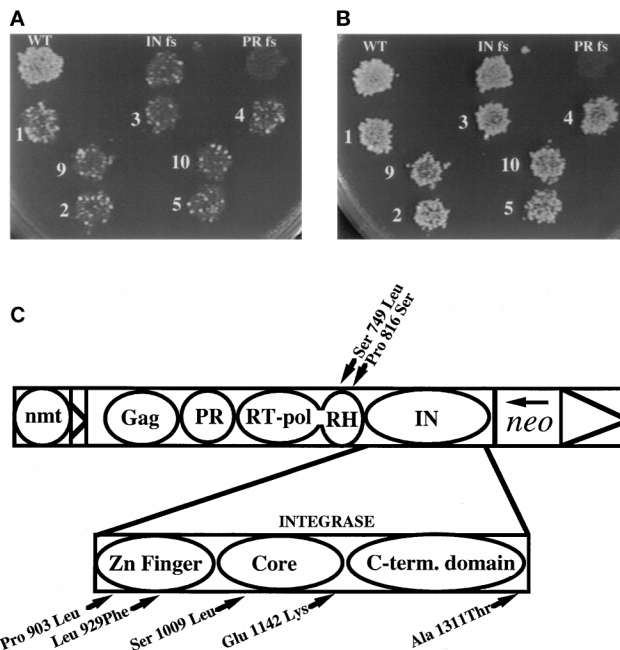 A
WT IN fs PR fs
1 3 4
9 10
2 5
B
WT IN fs PR fs
1 3 4
9 10
2 5
C
Ser 749 Leu
Pro 816 Ser
nmt Gag PR RT-pol RH IN neo
INTEGRASE
Zn Finger Core C-term. domain
Pro 903 Leu
Leu 929Phe
Ser 1009 Leu
Glu 1142 Lys
Ala 1311Thr